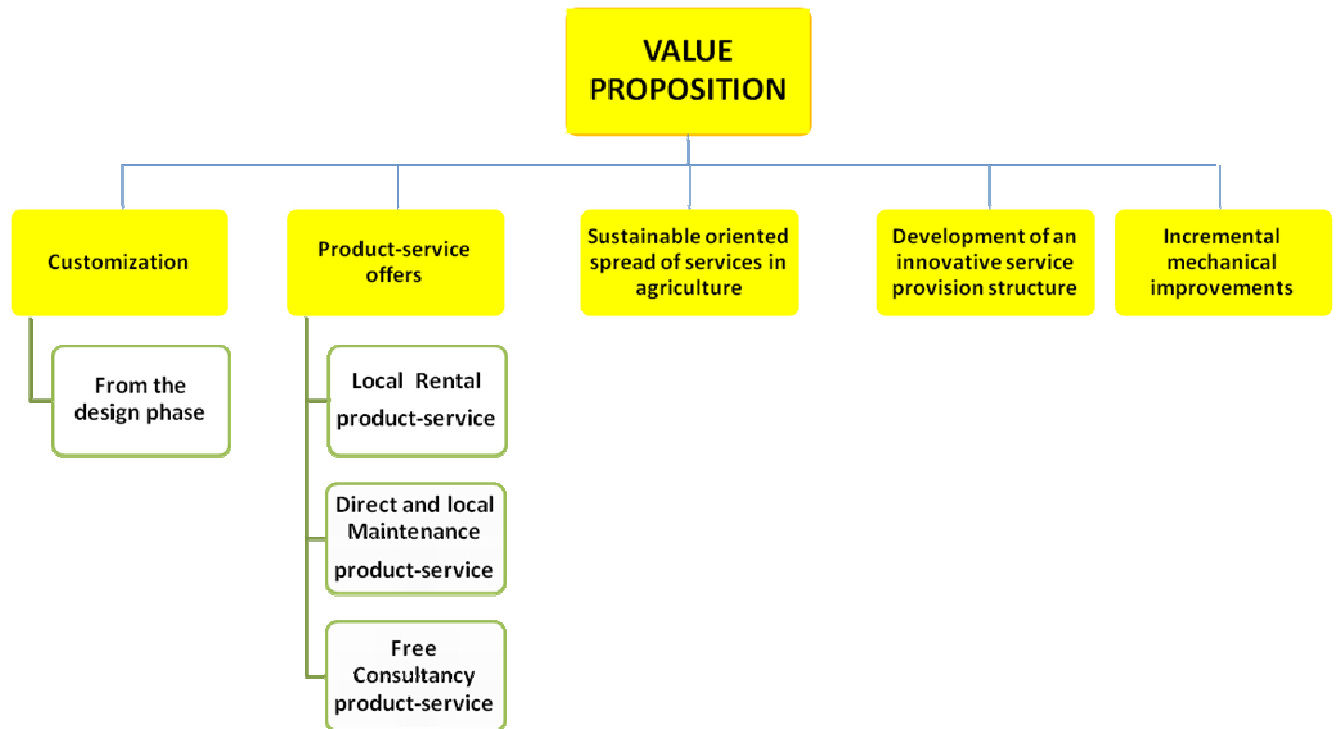 VALUE
PROPOSITION
Customization
Product-service
offers
Sustainable oriented
spread of services in
agriculture
Development of an
innovative service
provision structure
Incremental
mechanical
improvements
From the
design phase
Local Rental
product-service
Direct and local
Maintenance
product-service
Free
Consultancy
product-service